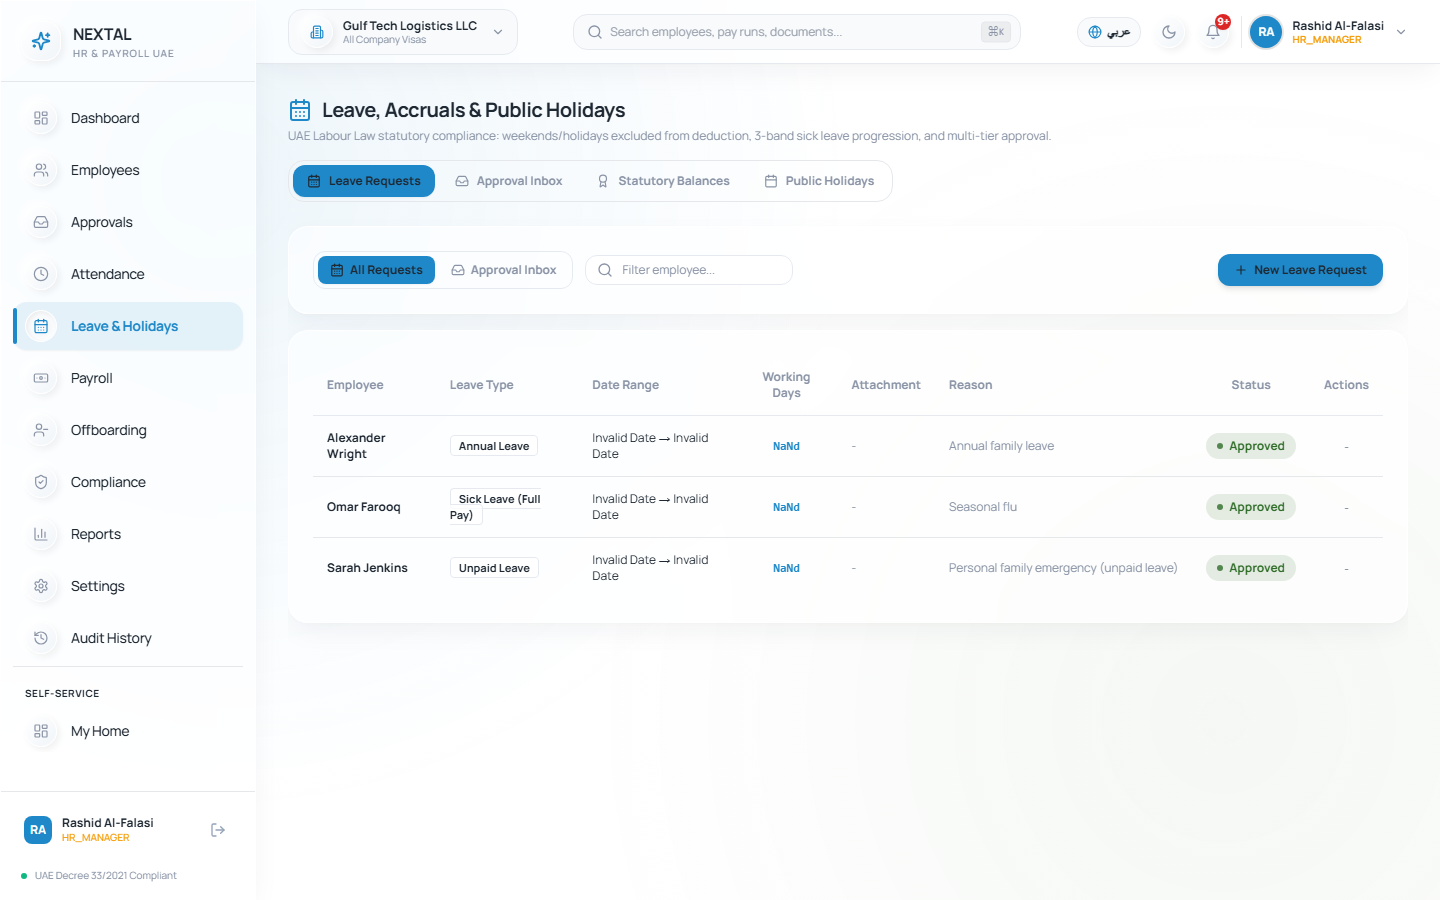 NEXTAL
HR & PAYROLL UAE
Dashboard
Employees
Approvals
Attendance
Leave & Holidays
Payroll
Offboarding
Compliance
Reports
Settings
Audit History
SELF-SERVICE
My Home
RA
Rashid Al-Falasi
HR_MANAGER
UAE Decree 33/2021 Compliant
Gulf Tech Logistics LLC
All Company Visas
Search employees, pay runs, documents...
⌘K
عربي
9+
RA
Rashid Al-Falasi
HR_MANAGER
Leave, Accruals & Public Holidays
UAE Labour Law statutory compliance: weekends/holidays excluded from deduction, 3-band sick leave progression, and multi-tier approval.
Leave Requests
Approval Inbox
Statutory Balances
Public Holidays
All Requests
Approval Inbox
Filter employee...
+ New Leave Request
Employee
Leave Type
Date Range
Working
Days
Attachment
Reason
Status
Actions
Alexander
Wright
Annual Leave
Invalid Date → Invalid
Date
NaNd
-
Annual family leave
Approved
-
Omar Farooq
Sick Leave (Full
Pay)
Invalid Date → Invalid
Date
NaNd
-
Seasonal flu
Approved
-
Sarah Jenkins
Unpaid Leave
Invalid Date → Invalid
Date
NaNd
-
Personal family emergency (unpaid leave)
Approved
-